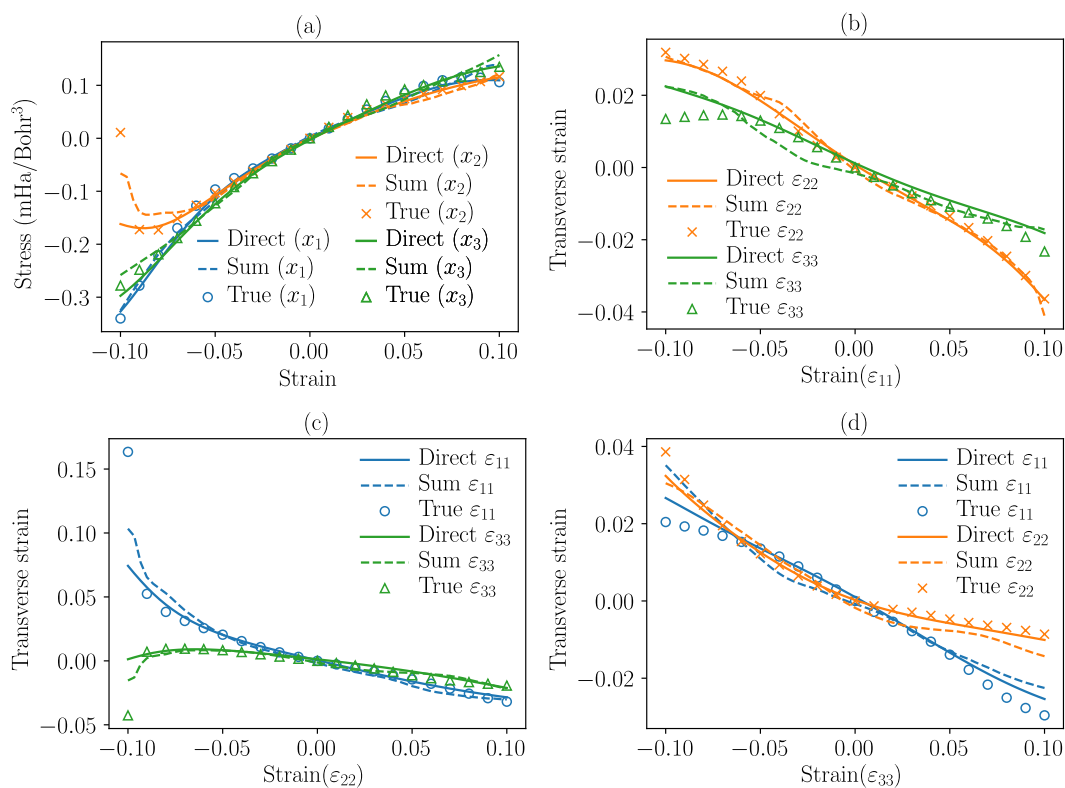 (a)
Stress (mHa/Bohr³)
0.1
0.0
−0.1
−0.2
−0.3
Direct (x₂)
Sum (x₂)
True (x₂)
Direct (x₁)
Sum (x₁)
True (x₁)
Direct (x₃)
Sum (x₃)
True (x₃)
−0.10
−0.05
0.00
0.05
0.10
Strain
(b)
Transverse strain
0.02
0.00
−0.02
−0.04
Direct ε₂₂
Sum ε₂₂
True ε₂₂
Direct ε₃₃
Sum ε₃₃
True ε₃₃
−0.10
−0.05
0.00
0.05
0.10
Strain(ε₁₁)
(c)
Transverse strain
0.15
0.10
0.05
0.00
−0.05
Direct ε₁₁
Sum ε₁₁
True ε₁₁
Direct ε₃₃
Sum ε₃₃
True ε₃₃
−0.10
−0.05
0.00
0.05
0.10
Strain(ε₂₂)
(d)
Transverse strain
0.04
0.02
0.00
−0.02
Direct ε₁₁
Sum ε₁₁
True ε₁₁
Direct ε₂₂
Sum ε₂₂
True ε₂₂
−0.10
−0.05
0.00
0.05
0.10
Strain(ε₃₃)